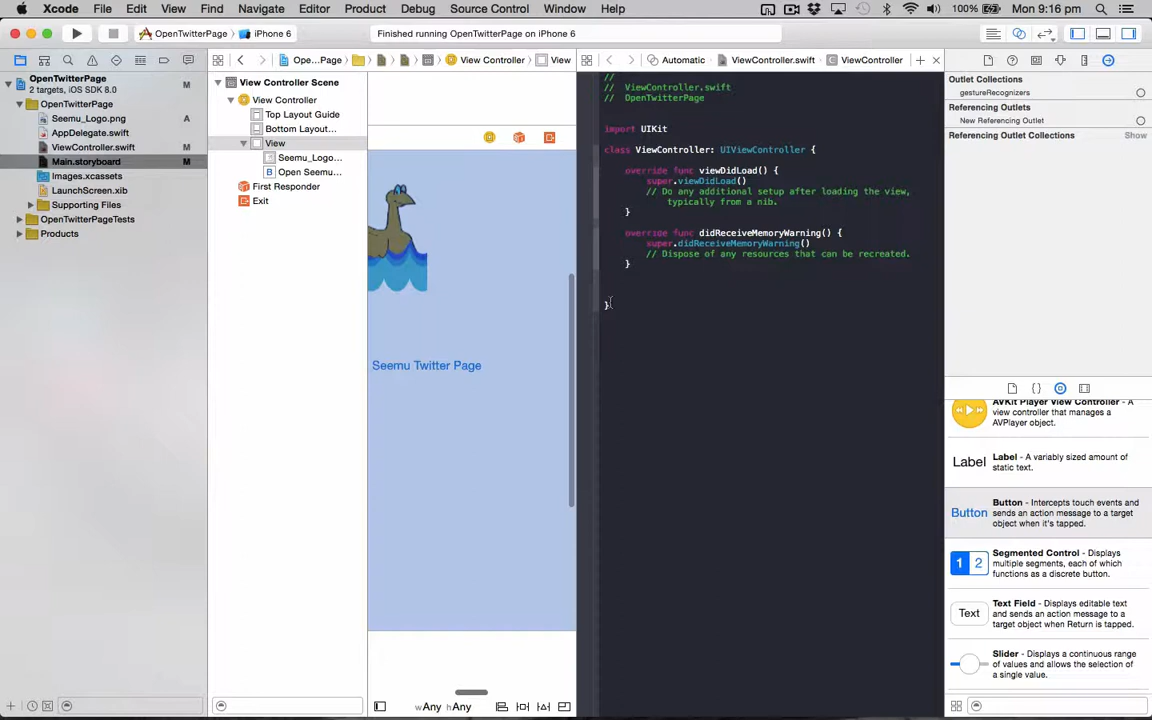 Xcode File Edit View Find Navigate Editor Product Debug Source Control Window Help 100% Mon 9:16 pm
OpenTwitterPage iPhone 6 Finished running OpenTwitterPage on iPhone 6
OpenTwitterPage
2 targets, iOS SDK 8.0 M
OpenTwitterPage
Seemu_Logo.png A
AppDelegate.swift
ViewController.swift M
Main.storyboard M
Images.xcassets
LaunchScreen.xib
Supporting Files
OpenTwitterPageTests
Products
View Controller Scene
View Controller
Top Layout Guide
Bottom Layout...
View
Seemu_Logo...
Open Seemu...
First Responder
Exit
Ope...Page View Controller View
Seemu Twitter Page
wAny hAny
Automatic ViewController.swift ViewController
//
// ViewController.swift
// OpenTwitterPage
import UIKit
class ViewController: UIViewController {
override func viewDidLoad() {
super.viewDidLoad()
// Do any additional setup after loading the view,
typically from a nib.
}
override func didReceiveMemoryWarning() {
super.didReceiveMemoryWarning()
// Dispose of any resources that can be recreated.
}
}
Outlet Collections
gestureRecognizers
Referencing Outlets
New Referencing Outlet
Referencing Outlet Collections Show
AVKit Player View Controller - A
view controller that manages a
AVPlayer object.
Label Label - A variably sized amount of
static text.
Button Button - Intercepts touch events and
sends an action message to a target
object when it's tapped.
1 2 Segmented Control - Displays
multiple segments, each of which
functions as a discrete button.
Text Text Field - Displays editable text
and sends an action message to a
target object when Return is tapped.
Slider - Displays a continuous range
of values and allows the selection of
a single value.